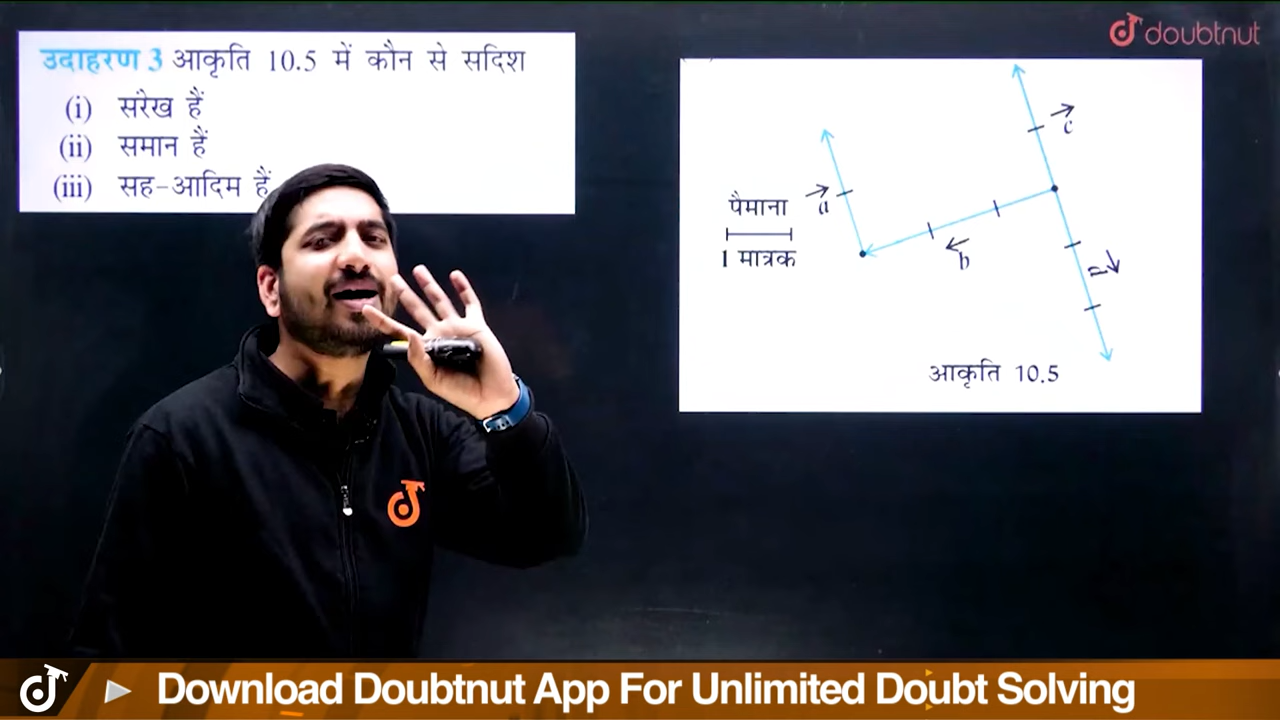 doubtnut
उदाहरण 3 आकृति 10.5 में कौन से सदिश
(i) संरेख हैं
(ii) समान हैं
(iii) सह-आदिम हैं
c
a
पैमाना
1 मात्रक
b
d
आकृति 10.5
Download Doubtnut App For Unlimited Doubt Solving